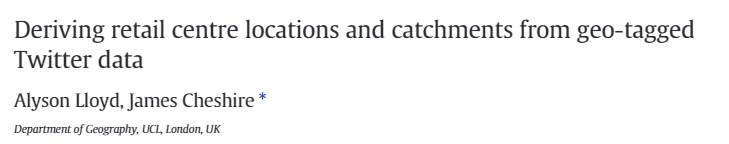 Deriving retail centre locations and catchments from geo-tagged
Twitter data
Alyson Lloyd, James Cheshire *
Department of Geography, UCL, London, UK